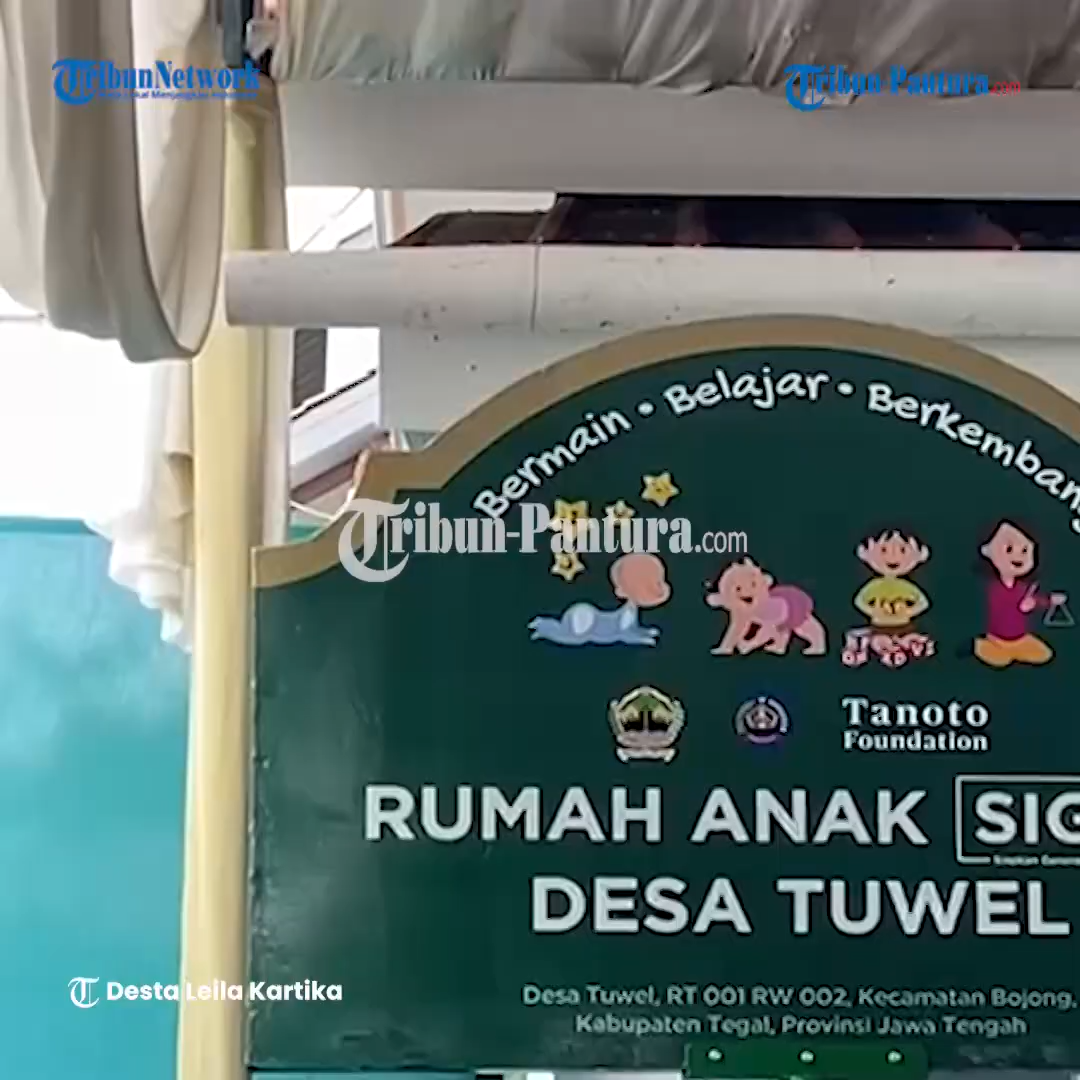 TribunNetwork
Tribun-Pantura.com
Bermain • Belajar • Berkembang
Tribun-Pantura.com
Tanoto
Foundation
RUMAH ANAK SIG
DESA TUWEL
Desta Leila Kartika
Desa Tuwel, RT 001 RW 002, Kecamatan Bojong,
Kabupaten Tegal, Provinsi Jawa Tengah